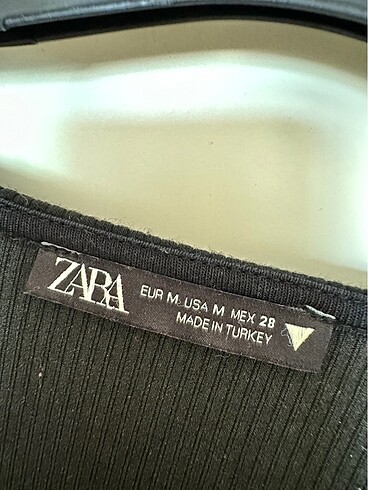 ZARA
EUR M. USA M MEX 28
MADE IN TURKEY